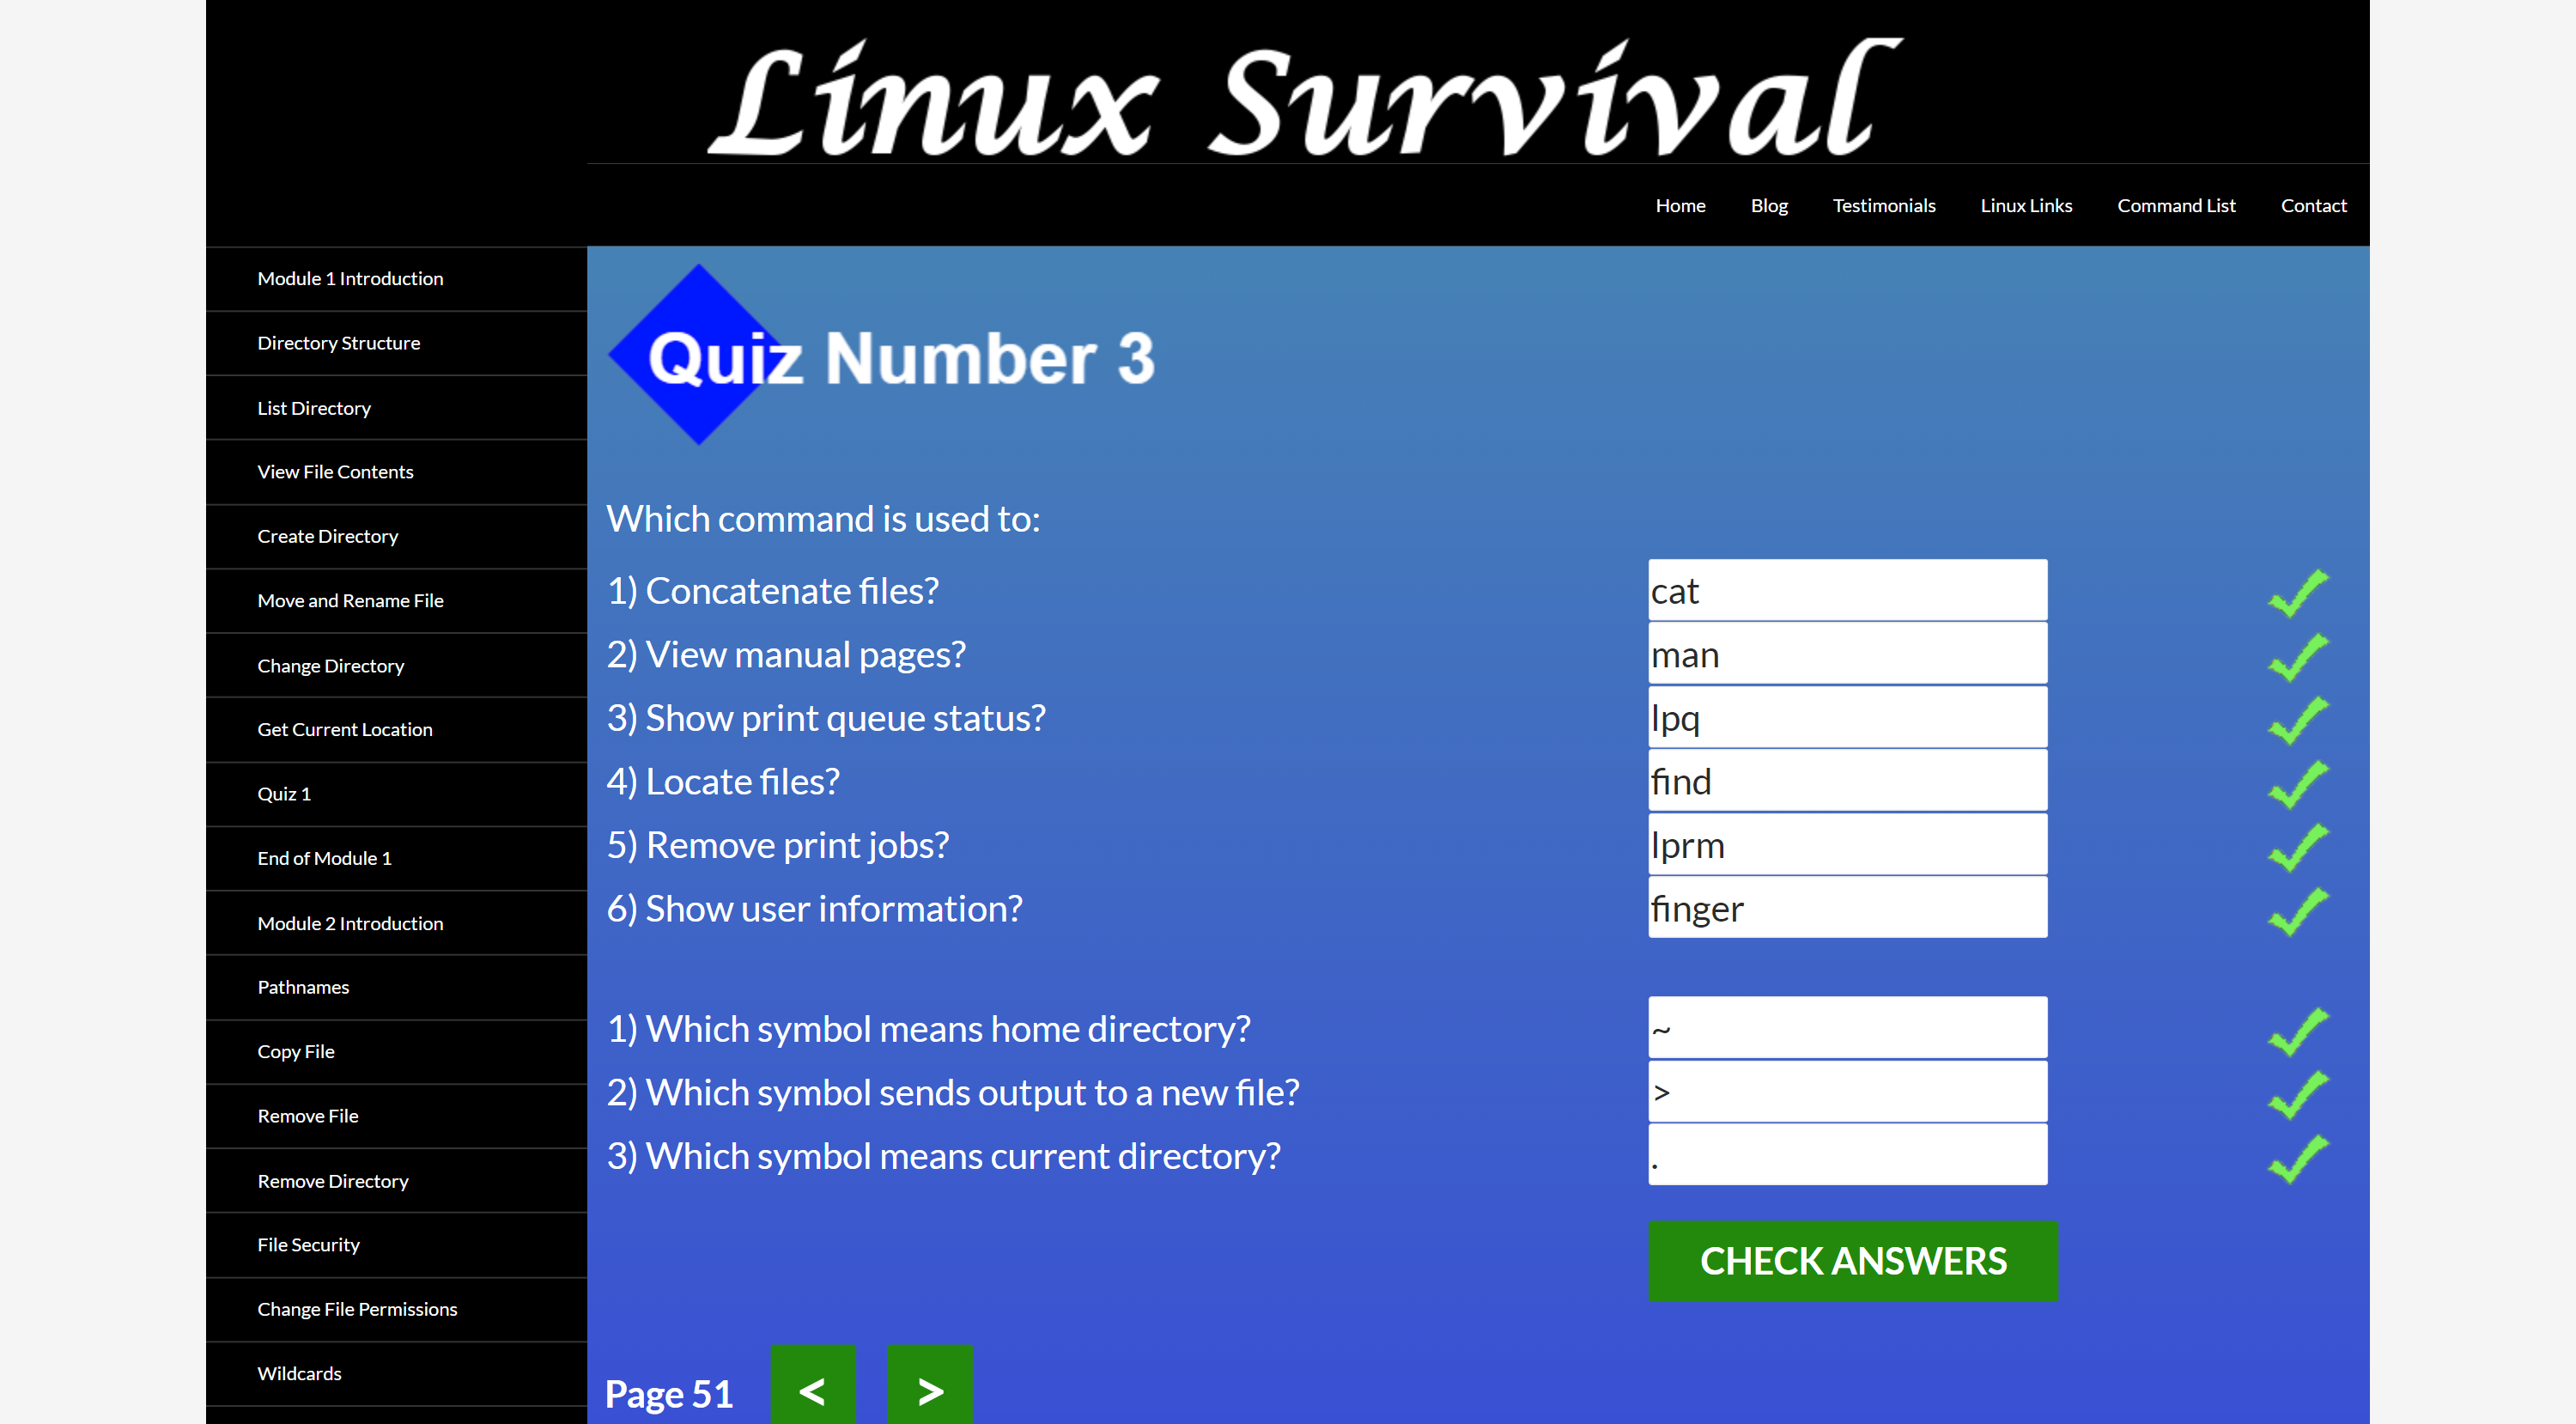 Linux Survival
Home Blog Testimonials Linux Links Command List Contact
Module 1 Introduction
Directory Structure
List Directory
View File Contents
Create Directory
Move and Rename File
Change Directory
Get Current Location
Quiz 1
End of Module 1
Module 2 Introduction
Pathnames
Copy File
Remove File
Remove Directory
File Security
Change File Permissions
Wildcards
Quiz Number 3
Which command is used to:
1) Concatenate files? cat
2) View manual pages? man
3) Show print queue status? lpq
4) Locate files? find
5) Remove print jobs? lprm
6) Show user information? finger
1) Which symbol means home directory? ~
2) Which symbol sends output to a new file? >
3) Which symbol means current directory? .
CHECK ANSWERS
Page 51 < >